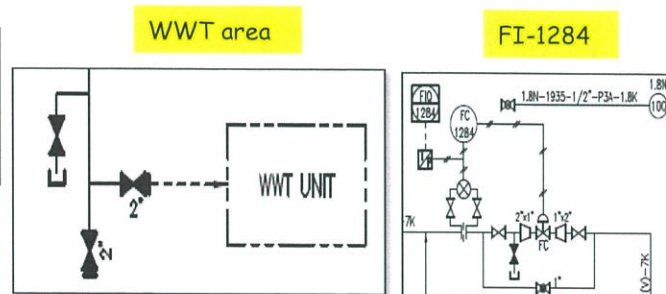 WWT area
WWT UNIT
2"
2"
FI-1284
1.8N
1.8N-1935-1/2"-P3A-1.8K
100
FIQ
1284
FC
1284
-7K
2"x1"
1"x2"
FC
1"
(V)-7K